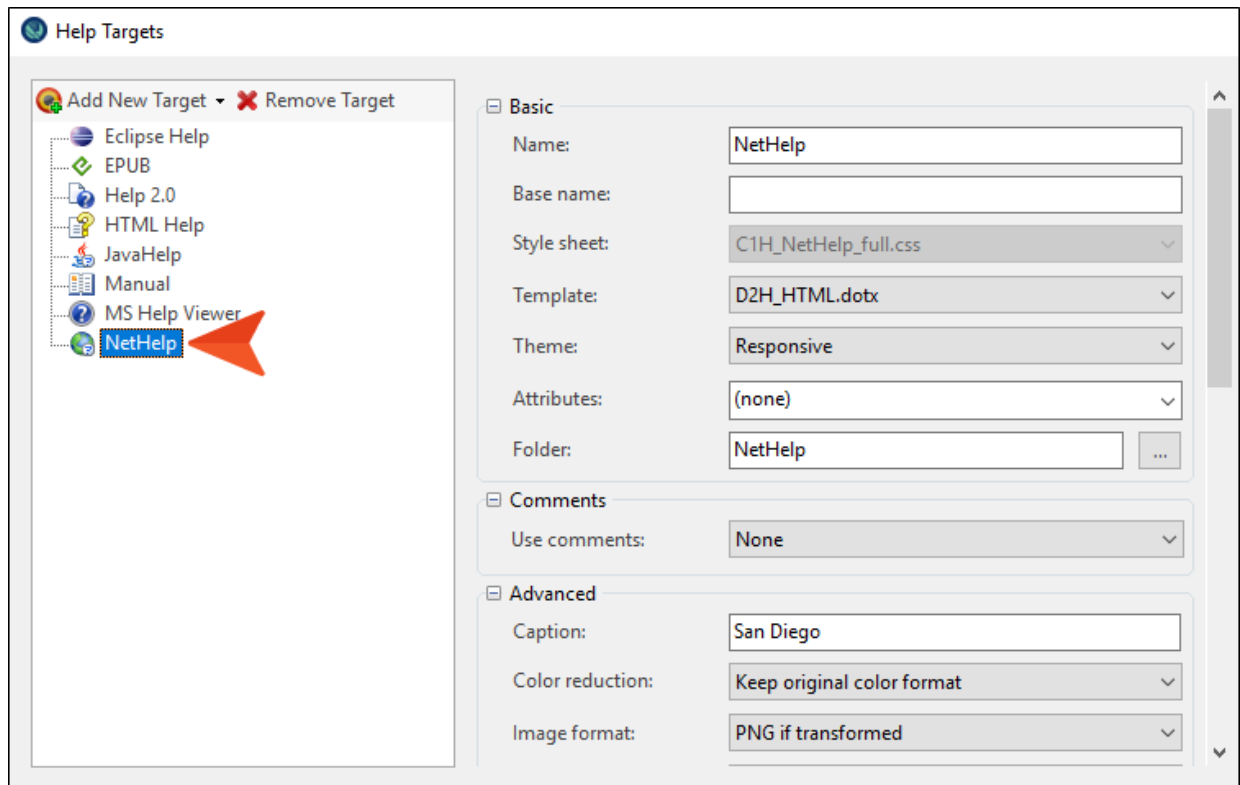 Help Targets
Add New Target Remove Target
Eclipse Help
EPUB
Help 2.0
HTML Help
JavaHelp
Manual
MS Help Viewer
NetHelp
Basic
Name: NetHelp
Base name:
Style sheet: C1H_NetHelp_full.css
Template: D2H_HTML.dotx
Theme: Responsive
Attributes: (none)
Folder: NetHelp ...
Comments
Use comments: None
Advanced
Caption: San Diego
Color reduction: Keep original color format
Image format: PNG if transformed